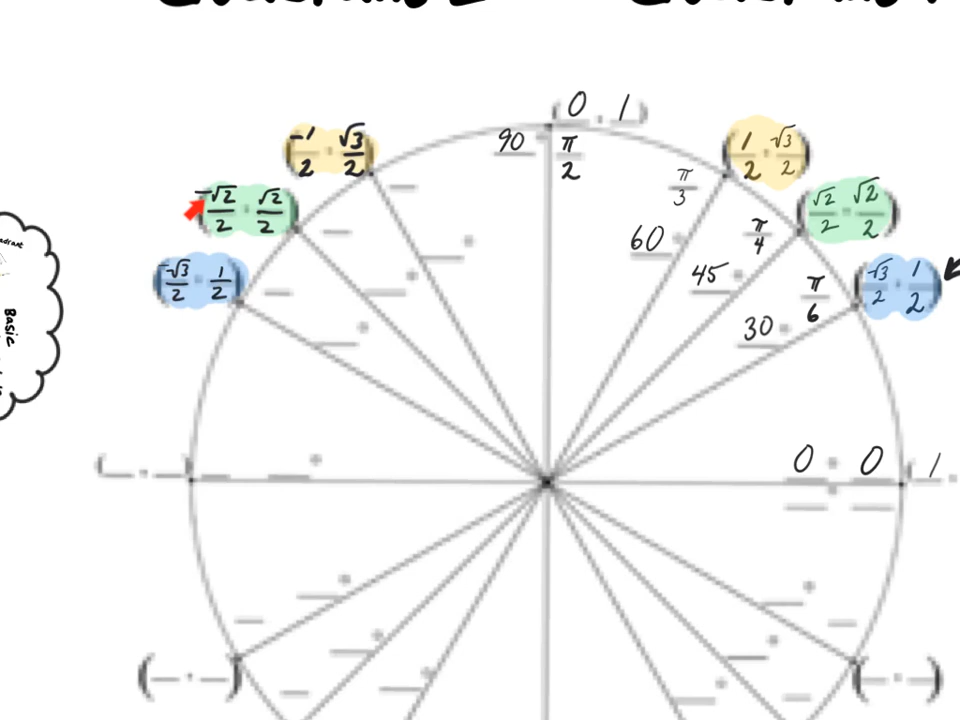 (0, 1)
90° π/2
(-1/2, √3/2)
(1/2, √3/2)
(-√2/2, √2/2)
(√2/2, √2/2)
(-√3/2, 1/2)
(√3/2, 1/2)
π/3
60°
π/4
45°
π/6
30°
0° 0
(1,
Basic